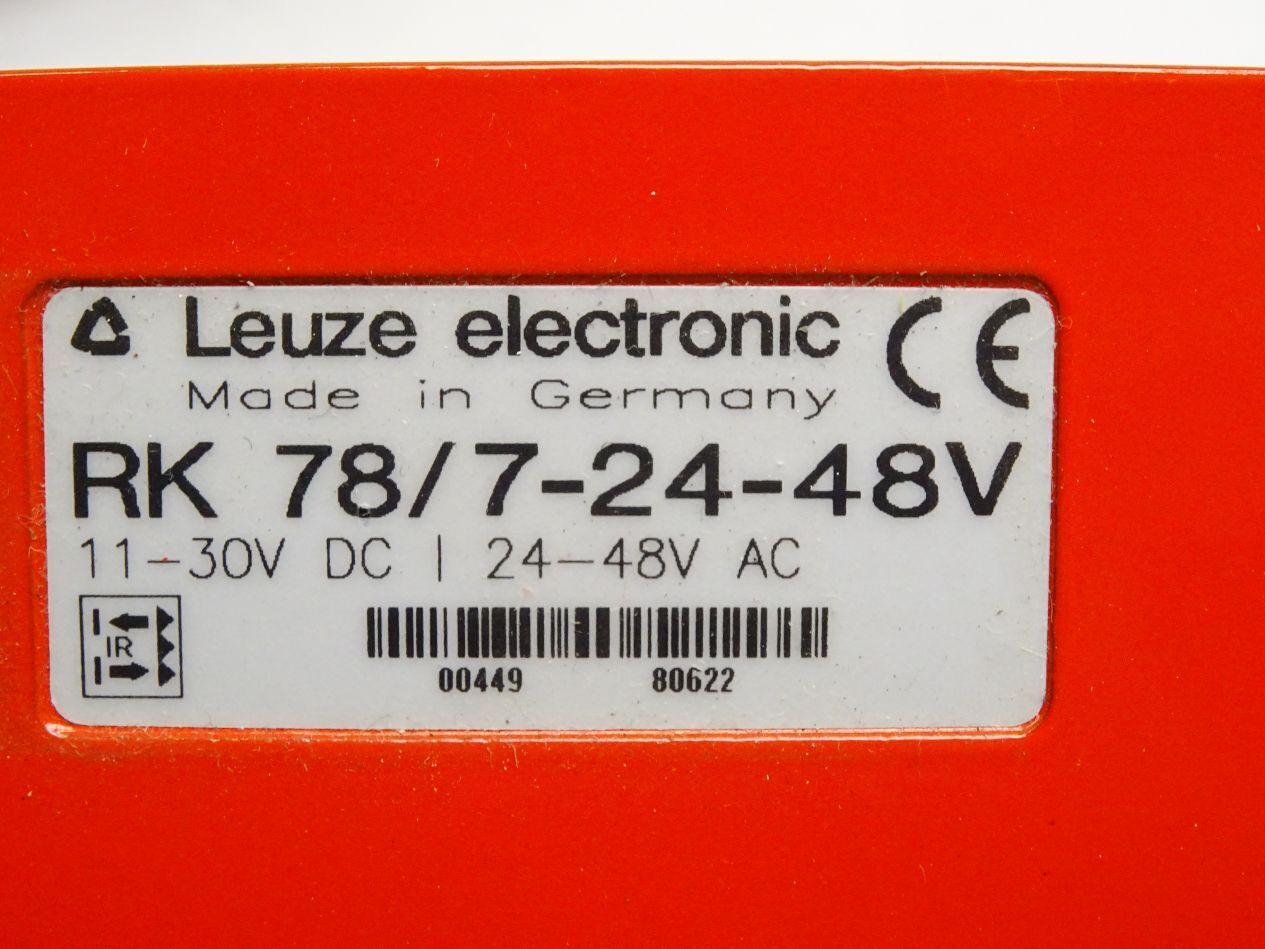 Leuze electronic CE
Made in Germany
RK 78/7-24-48V
11-30V DC | 24-48V AC
IR
00449 80622